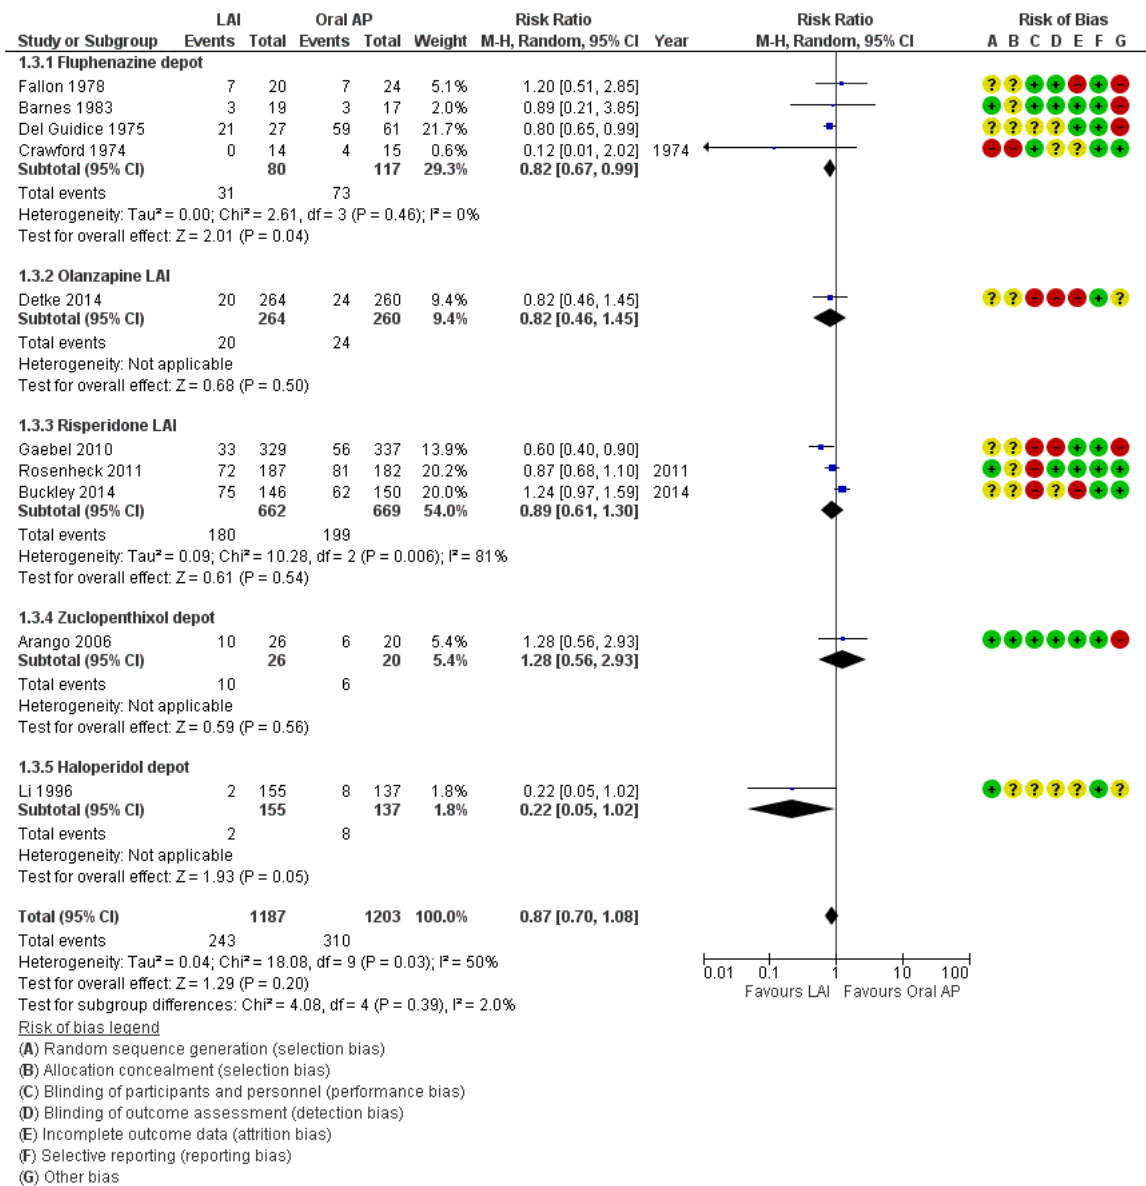 LAI Oral AP Risk Ratio Risk Ratio Risk of Bias
Study or Subgroup Events Total Events Total Weight M-H, Random, 95% CI Year M-H, Random, 95% CI A B C D E F G
1.3.1 Fluphenazine depot
Fallon 1978 7 20 7 24 5.1% 1.20 [0.51, 2.85] ? ? + + - + -
Barnes 1983 3 19 3 17 2.0% 0.89 [0.21, 3.85] + ? + + + + -
Del Guidice 1975 21 27 59 61 21.7% 0.80 [0.65, 0.99] ? ? ? ? + + -
Crawford 1974 0 14 4 15 0.6% 0.12 [0.01, 2.02] 1974 - - + ? ? + +
Subtotal (95% CI) 80 117 29.3% 0.82 [0.67, 0.99]
Total events 31 73
Heterogeneity: Tau² = 0.00; Chi² = 2.61, df = 3 (P = 0.46); I² = 0%
Test for overall effect: Z = 2.01 (P = 0.04)
1.3.2 Olanzapine LAI
Detke 2014 20 264 24 260 9.4% 0.82 [0.46, 1.45] ? ? - - - + ?
Subtotal (95% CI) 264 260 9.4% 0.82 [0.46, 1.45]
Total events 20 24
Heterogeneity: Not applicable
Test for overall effect: Z = 0.68 (P = 0.50)
1.3.3 Risperidone LAI
Gaebel 2010 33 329 56 337 13.9% 0.60 [0.40, 0.90] ? ? - - + + -
Rosenheck 2011 72 187 81 182 20.2% 0.87 [0.68, 1.10] 2011 + ? - + + + +
Buckley 2014 75 146 62 150 20.0% 1.24 [0.97, 1.59] 2014 ? ? - ? - + +
Subtotal (95% CI) 662 669 54.0% 0.89 [0.61, 1.30]
Total events 180 199
Heterogeneity: Tau² = 0.09; Chi² = 10.28, df = 2 (P = 0.006); I² = 81%
Test for overall effect: Z = 0.61 (P = 0.54)
1.3.4 Zuclopenthixol depot
Arango 2006 10 26 6 20 5.4% 1.28 [0.56, 2.93] + + + + + + -
Subtotal (95% CI) 26 20 5.4% 1.28 [0.56, 2.93]
Total events 10 6
Heterogeneity: Not applicable
Test for overall effect: Z = 0.59 (P = 0.56)
1.3.5 Haloperidol depot
Li 1996 2 155 8 137 1.8% 0.22 [0.05, 1.02] + ? ? ? ? + ?
Subtotal (95% CI) 155 137 1.8% 0.22 [0.05, 1.02]
Total events 2 8
Heterogeneity: Not applicable
Test for overall effect: Z = 1.93 (P = 0.05)
Total (95% CI) 1187 1203 100.0% 0.87 [0.70, 1.08]
Total events 243 310
Heterogeneity: Tau² = 0.04; Chi² = 18.08, df = 9 (P = 0.03); I² = 50%
0.01 0.1 1 10 100
Test for overall effect: Z = 1.29 (P = 0.20)
Favours LAI Favours Oral AP
Test for subgroup differences: Chi² = 4.08, df = 4 (P = 0.39), I² = 2.0%
Risk of bias legend
(A) Random sequence generation (selection bias)
(B) Allocation concealment (selection bias)
(C) Blinding of participants and personnel (performance bias)
(D) Blinding of outcome assessment (detection bias)
(E) Incomplete outcome data (attrition bias)
(F) Selective reporting (reporting bias)
(G) Other bias